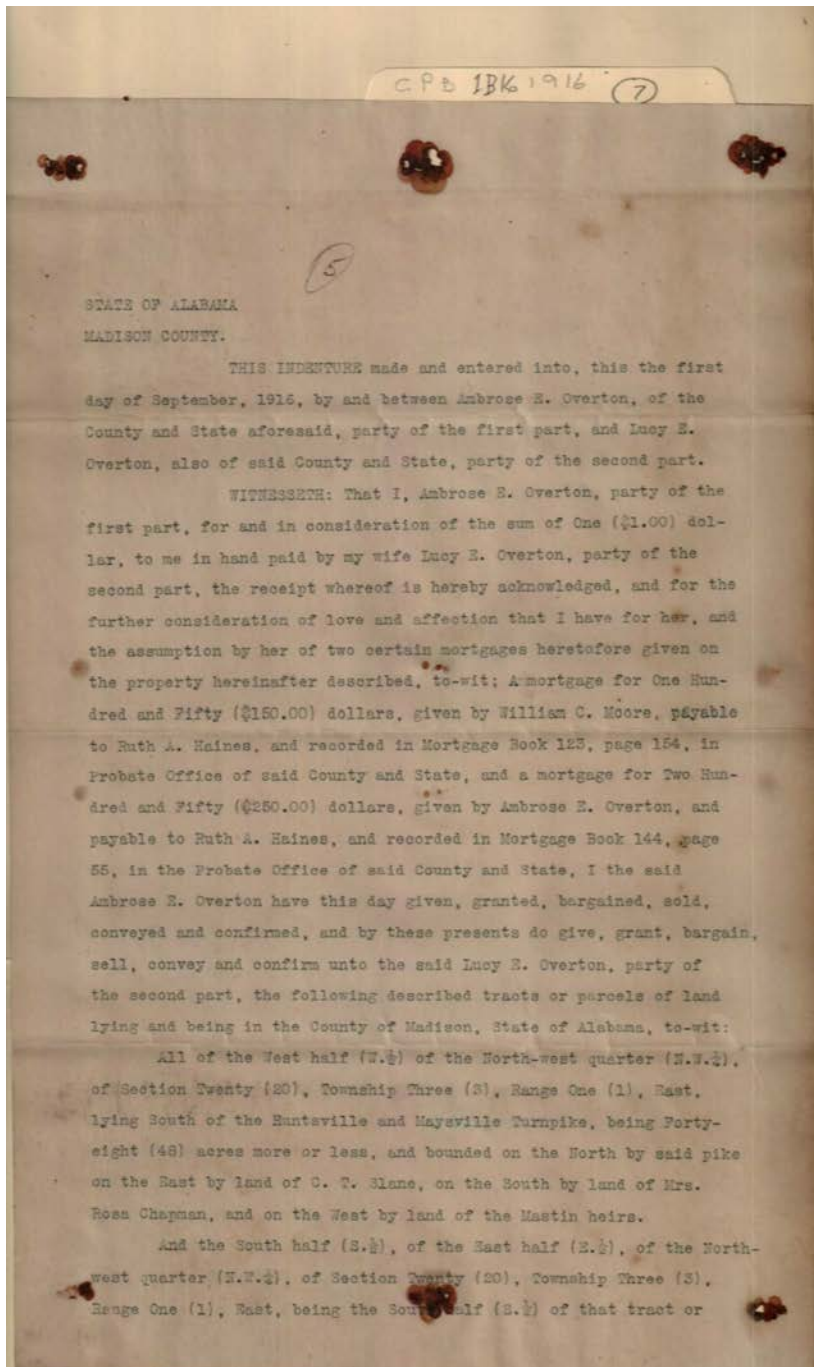 CPB IBK 1916 7
5
STATE OF ALABAMA
MADISON COUNTY.
THIS INDENTURE made and entered into, this the first
day of September, 1916, by and between Ambrose E. Overton, of the
County and State aforesaid, party of the first part, and Lucy E.
Overton, also of said County and State, party of the second part.
WITNESSETH: That I, Ambrose E. Overton, party of the
first part, for and in consideration of the sum of One ($1.00) dol-
lar, to me in hand paid by my wife Lucy E. Overton, party of the
second part, the receipt whereof is hereby acknowledged, and for the
further consideration of love and affection that I have for her, and
the assumption by her of two certain mortgages heretofore given on
the property hereinafter described, to-wit; A mortgage for One Hun-
dred and Fifty ($150.00) dollars, given by William C. Moore, payable
to Ruth A. Haines, and recorded in Mortgage Book 123, page 154, in
Probate Office of said County and State, and a mortgage for Two Hun-
dred and Fifty ($250.00) dollars, given by Ambrose E. Overton, and
payable to Ruth A. Haines, and recorded in Mortgage Book 144, page
55, in the Probate Office of said County and State, I the said
Ambrose E. Overton have this day given, granted, bargained, sold,
conveyed and confirmed, and by these presents do give, grant, bargain,
sell, convey and confirm unto the said Lucy E. Overton, party of
the second part, the following described tracts or parcels of land
lying and being in the County of Madison, State of Alabama, to-wit:
All of the West half (W.½) of the North-west quarter (N.W.¼),
of Section Twenty (20), Township Three (3), Range One (1), East,
lying South of the Huntsville and Maysville Turnpike, being Forty-
eight (48) acres more or less, and bounded on the North by said pike
on the East by land of C. T. Blane, on the South by land of Mrs.
Rosa Chapman, and on the West by land of the Mastin heirs.
And the South half (S.½), of the East half (E.½), of the North-
west quarter (N.W.¼), of Section Twenty (20), Township Three (3),
Range One (1), East, being the South half (S.½) of that tract or